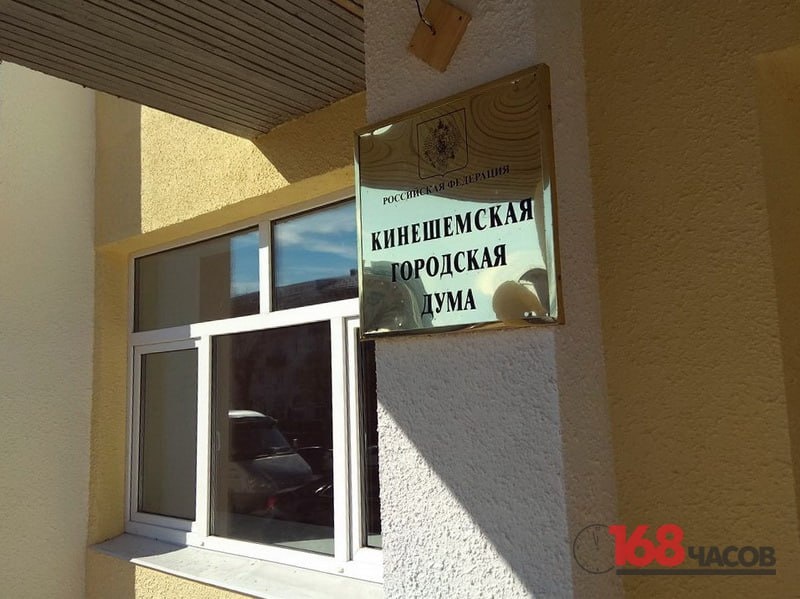 РОССИЙСКАЯ ФЕДЕРАЦИЯ
КИНЕШЕМСКАЯ
ГОРОДСКАЯ
ДУМА
168 ЧАСОВ